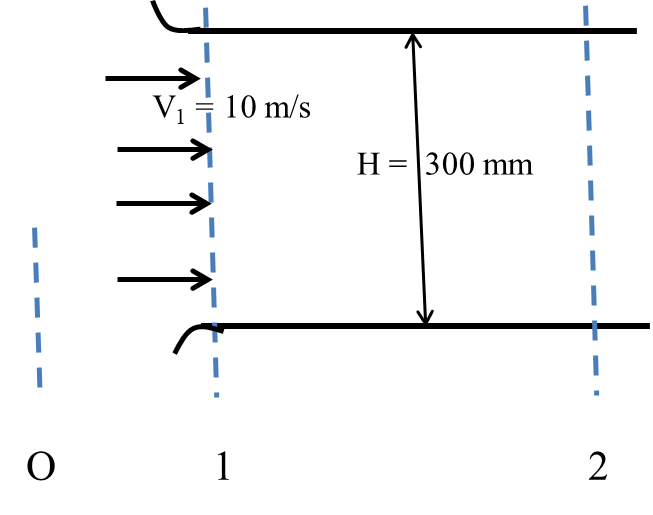 V₁ = 10 m/s
H = 300 mm
O 1 2